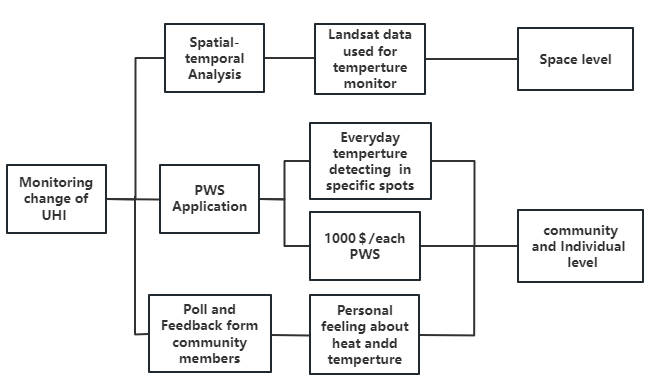 Spatial-
temporal
Analysis
Landsat data
used for
temperture
monitor
Space level
Monitoring
change of
UHI
PWS
Application
Everyday
temperture
detecting in
specific spots
1000＄/each
PWS
community
and Individual
level
Poll and
Feedback form
community
members
Personal
feeling about
heat andd
temperture